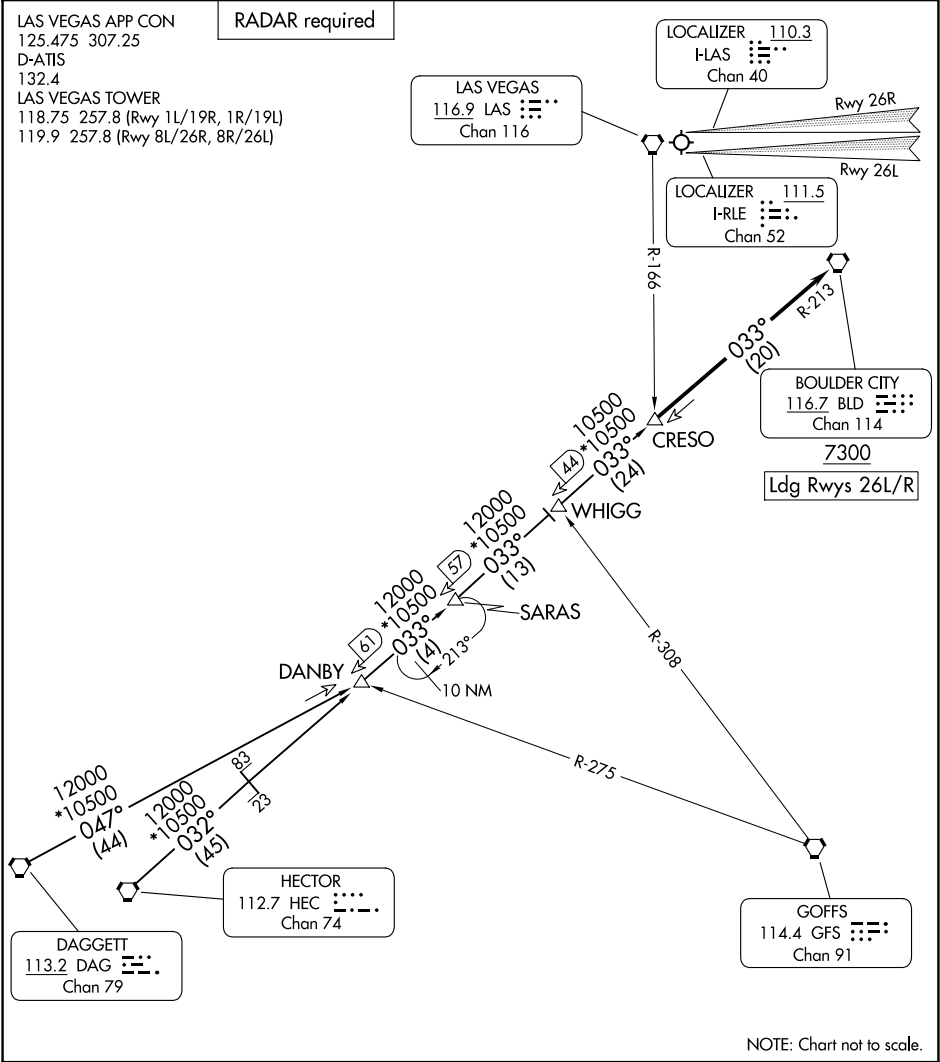 LAS VEGAS APP CON
125.475 307.25
D-ATIS
132.4
LAS VEGAS TOWER
118.75 257.8 (Rwy 1L/19R, 1R/19L)
119.9 257.8 (Rwy 8L/26R, 8R/26L)
RADAR required
LOCALIZER 110.3
I-LAS
Chan 40
LAS VEGAS
116.9 LAS
Chan 116
Rwy 26R
Rwy 26L
LOCALIZER 111.5
I-RLE
Chan 52
R-166
R-213
033°
(20)
BOULDER CITY
116.7 BLD
Chan 114
7300
Ldg Rwys 26L/R
CRESO
10500
*10500
033°
(24)
44
WHIGG
12000
*10500
033°
(13)
57
SARAS
12000
*10500
033°
(4)
61
213°
10 NM
DANBY
R-308
R-275
83
23
12000
*10500
047°
(44)
12000
*10500
032°
(45)
HECTOR
112.7 HEC
Chan 74
DAGGETT
113.2 DAG
Chan 79
GOFFS
114.4 GFS
Chan 91
NOTE: Chart not to scale.